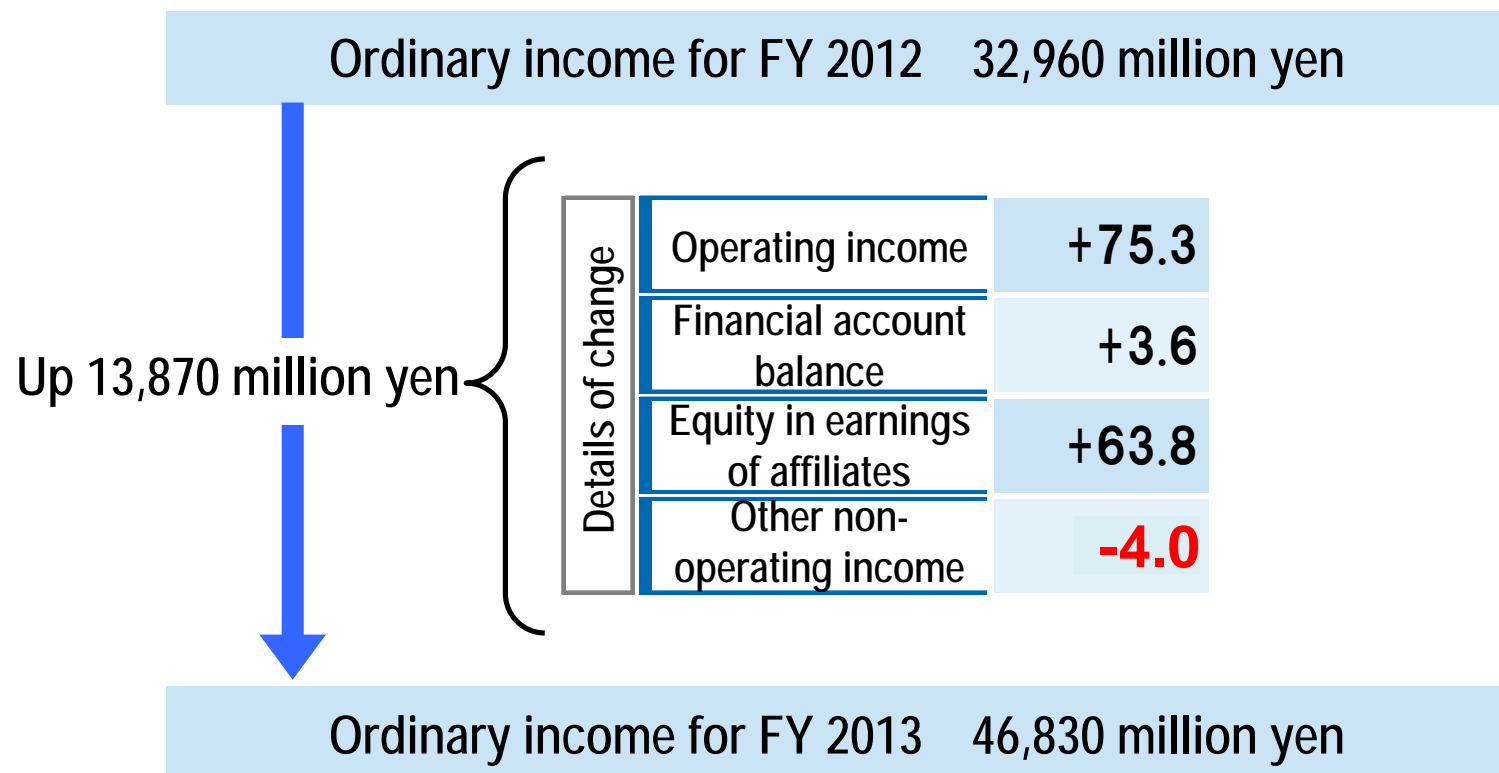 Ordinary income for FY 2012 32,960 million yen
Up 13,870 million yen
Details of change
Operating income +75.3
Financial account
balance
+3.6
Equity in earnings
of affiliates
+63.8
Other non-
operating income
-4.0
Ordinary income for FY 2013 46,830 million yen